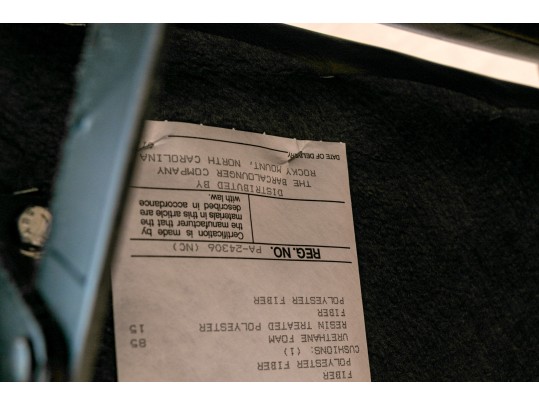 FIBER
POLYESTER FIBER
CUSHIONS: (1)
URETHANE FOAM 85
RESIN TREATED POLYESTER 15
FIBER
POLYESTER FIBER
REG. NO. PA-24306 (NC)
Certification is made by
the manufacturer that the
materials in this article are
described in accordance
with law.
DISTRIBUTED BY
THE BARCALOUNGER COMPANY
ROCKY MOUNT, NORTH CAROLINA
DATE OF DELIVERY